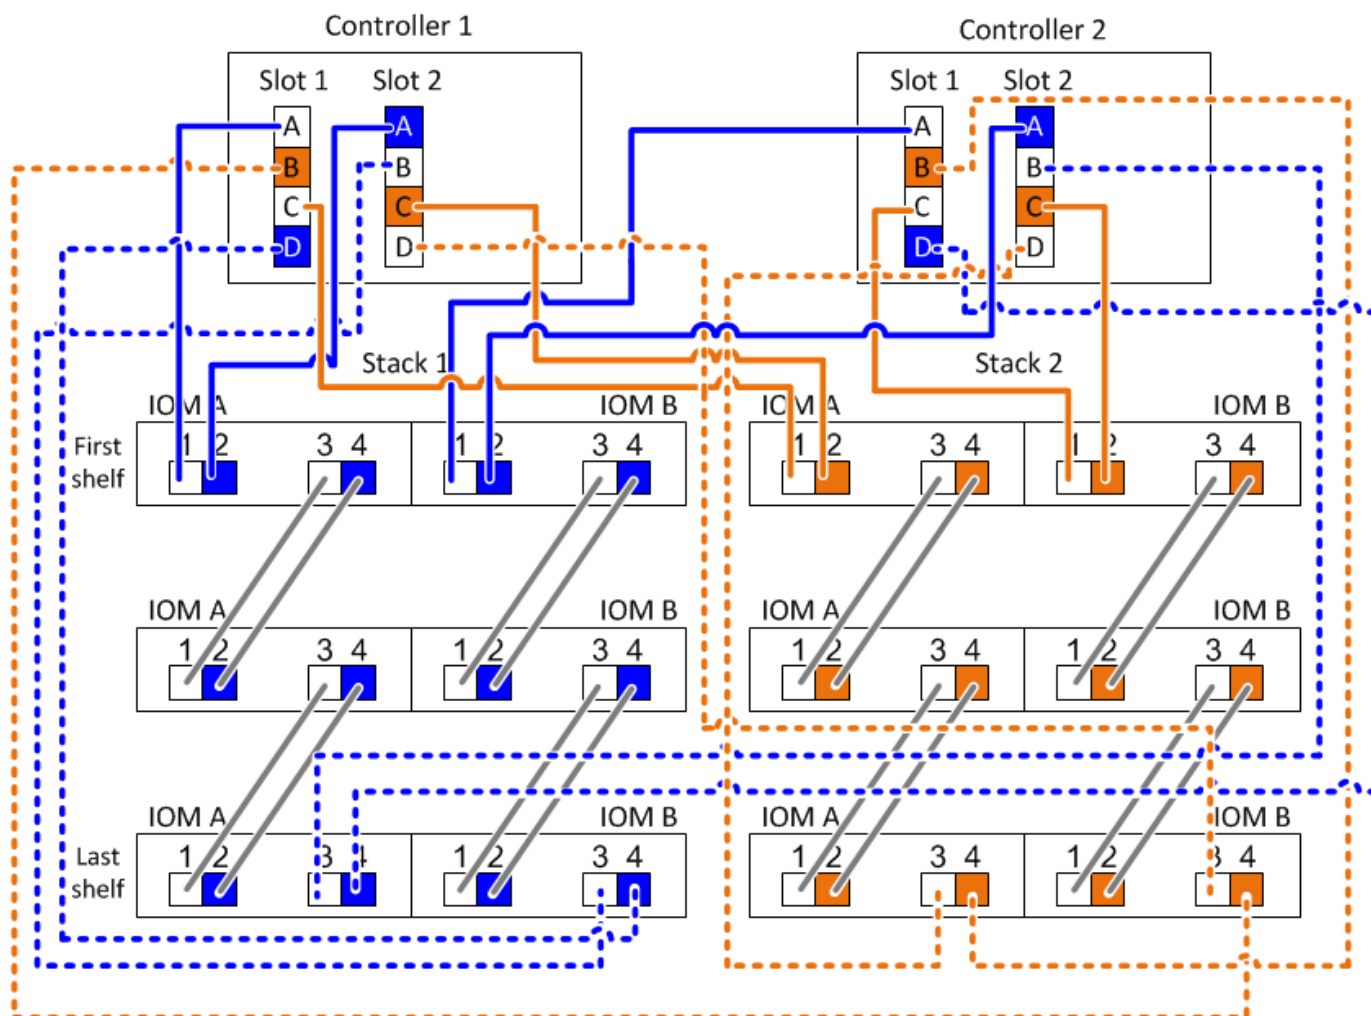 Controller 1
Controller 2
Slot 1 Slot 2
Slot 1 Slot 2
A A
B B
C C
D D
A A
B B
C C
D D
Stack 1
Stack 2
IOM A IOM B
IOM A IOM B
First shelf
1 2 3 4 1 2 3 4
1 2 3 4 1 2 3 4
IOM A IOM B
IOM A IOM B
1 2 3 4 1 2 3 4
1 2 3 4 1 2 3 4
IOM A IOM B
IOM A IOM B
Last shelf
1 2 3 4 1 2 3 4
1 2 3 4 1 2 3 4